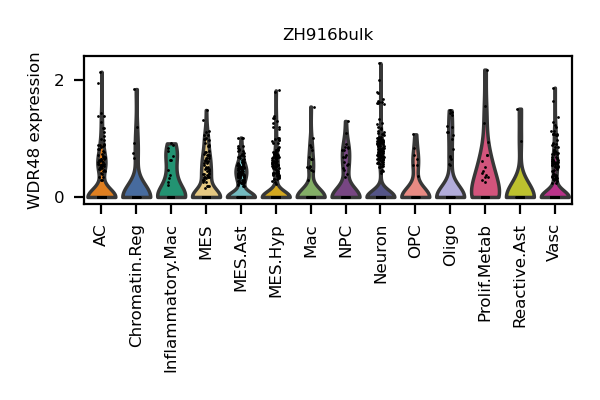 ZH916bulk
WDR48 expression
2
0
AC
Chromatin.Reg
Inflammatory.Mac
MES
MES.Ast
MES.Hyp
Mac
NPC
Neuron
OPC
Oligo
Prolif.Metab
Reactive.Ast
Vasc